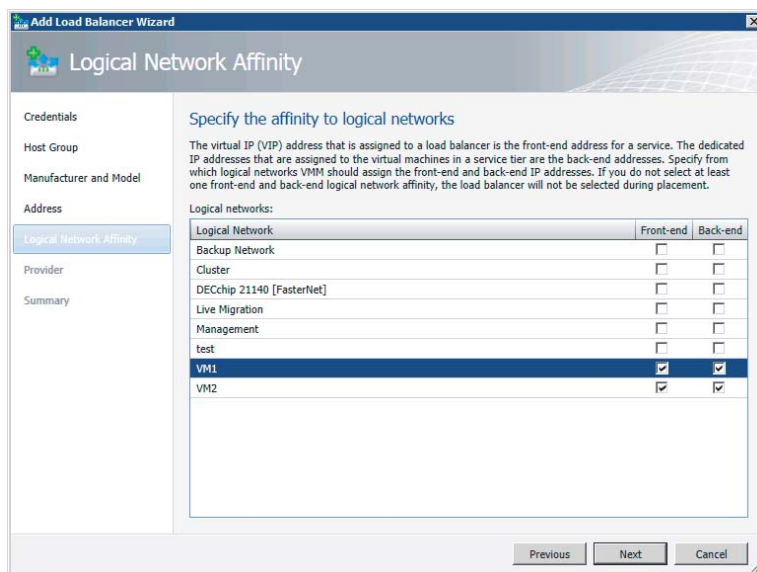 Add Load Balancer Wizard
Logical Network Affinity
Credentials
Host Group
Manufacturer and Model
Address
Logical Network Affinity
Provider
Summary
Specify the affinity to logical networks
The virtual IP (VIP) address that is assigned to a load balancer is the front-end address for a service. The dedicated
IP addresses that are assigned to the virtual machines in a service tier are the back-end addresses. Specify from
which logical networks VMM should assign the front-end and back-end IP addresses. If you do not select at least
one front-end and back-end logical network affinity, the load balancer will not be selected during placement.
Logical networks:
Logical Network Front-end Back-end
Backup Network
Cluster
DECchip 21140 [FasterNet]
Live Migration
Management
test
VM1
VM2
Previous Next Cancel